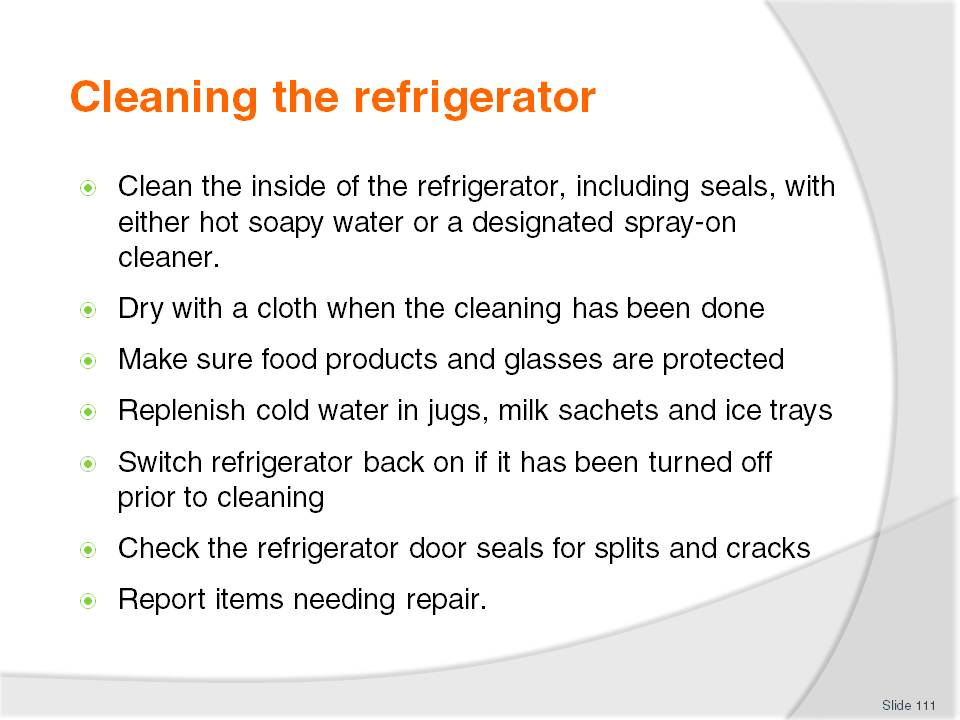 Cleaning the refrigerator
Clean the inside of the refrigerator, including seals, with
either hot soapy water or a designated spray-on
cleaner.
Dry with a cloth when the cleaning has been done
Make sure food products and glasses are protected
Replenish cold water in jugs, milk sachets and ice trays
Switch refrigerator back on if it has been turned off
prior to cleaning
Check the refrigerator door seals for splits and cracks
Report items needing repair.
Slide 111